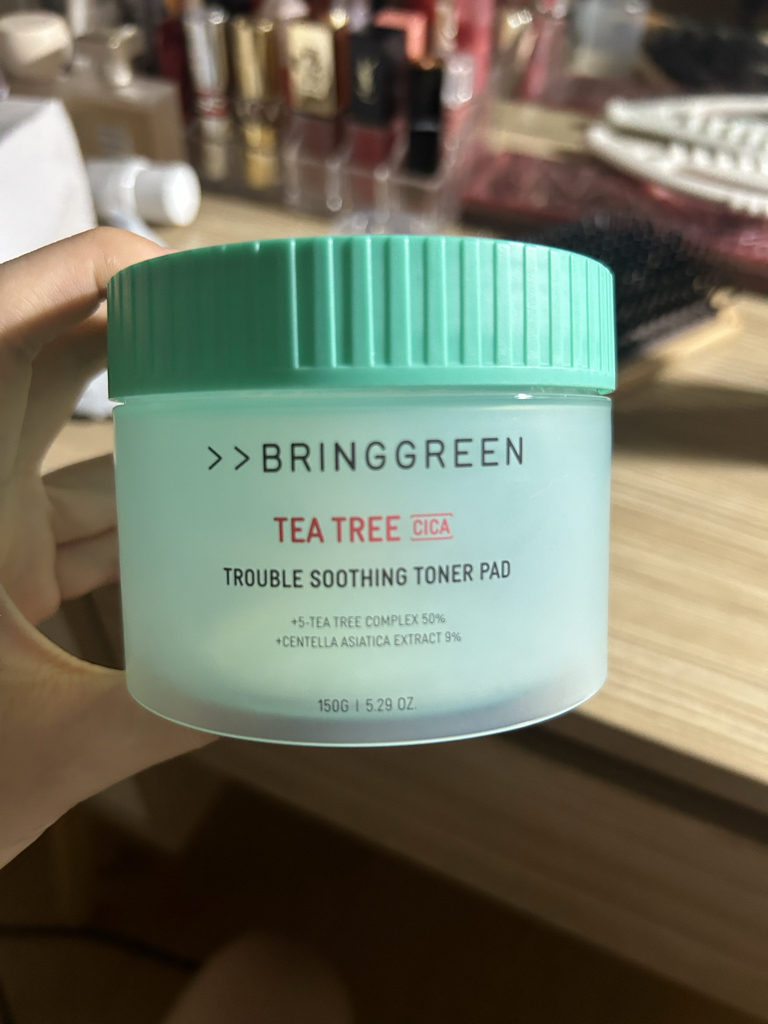 >>BRINGGREEN
TEA TREE CICA
TROUBLE SOOTHING TONER PAD
+5-TEA TREE COMPLEX 50%
+CENTELLA ASIATICA EXTRACT 9%
150G | 5.29 OZ.